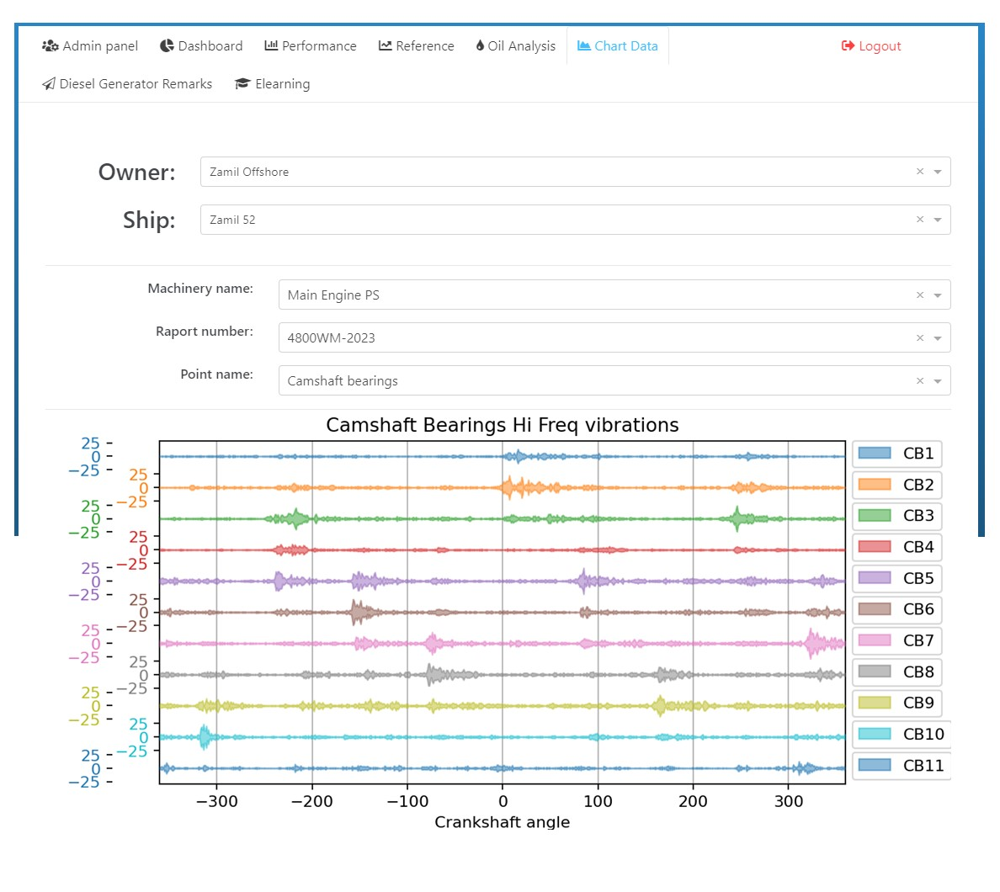 Admin panel Dashboard Performance Reference Oil Analysis Chart Data Logout
Diesel Generator Remarks Elearning
Owner: Zamil Offshore × 
Ship: Zamil 52 ×
Machinery name: Main Engine PS ×
Raport number: 4800WM-2023 ×
Point name: Camshaft bearings ×
Camshaft Bearings Hi Freq vibrations
25
0
−25
CB1
25
0
−25
CB2
25
0
−25
CB3
25
0
−25
CB4
25
0
−25
CB5
25
0
−25
CB6
25
0
−25
CB7
25
0
−25
CB8
25
0
−25
CB9
25
0
−25
CB10
25
0
−25
CB11
−300 −200 −100 0 100 200 300
Crankshaft angle